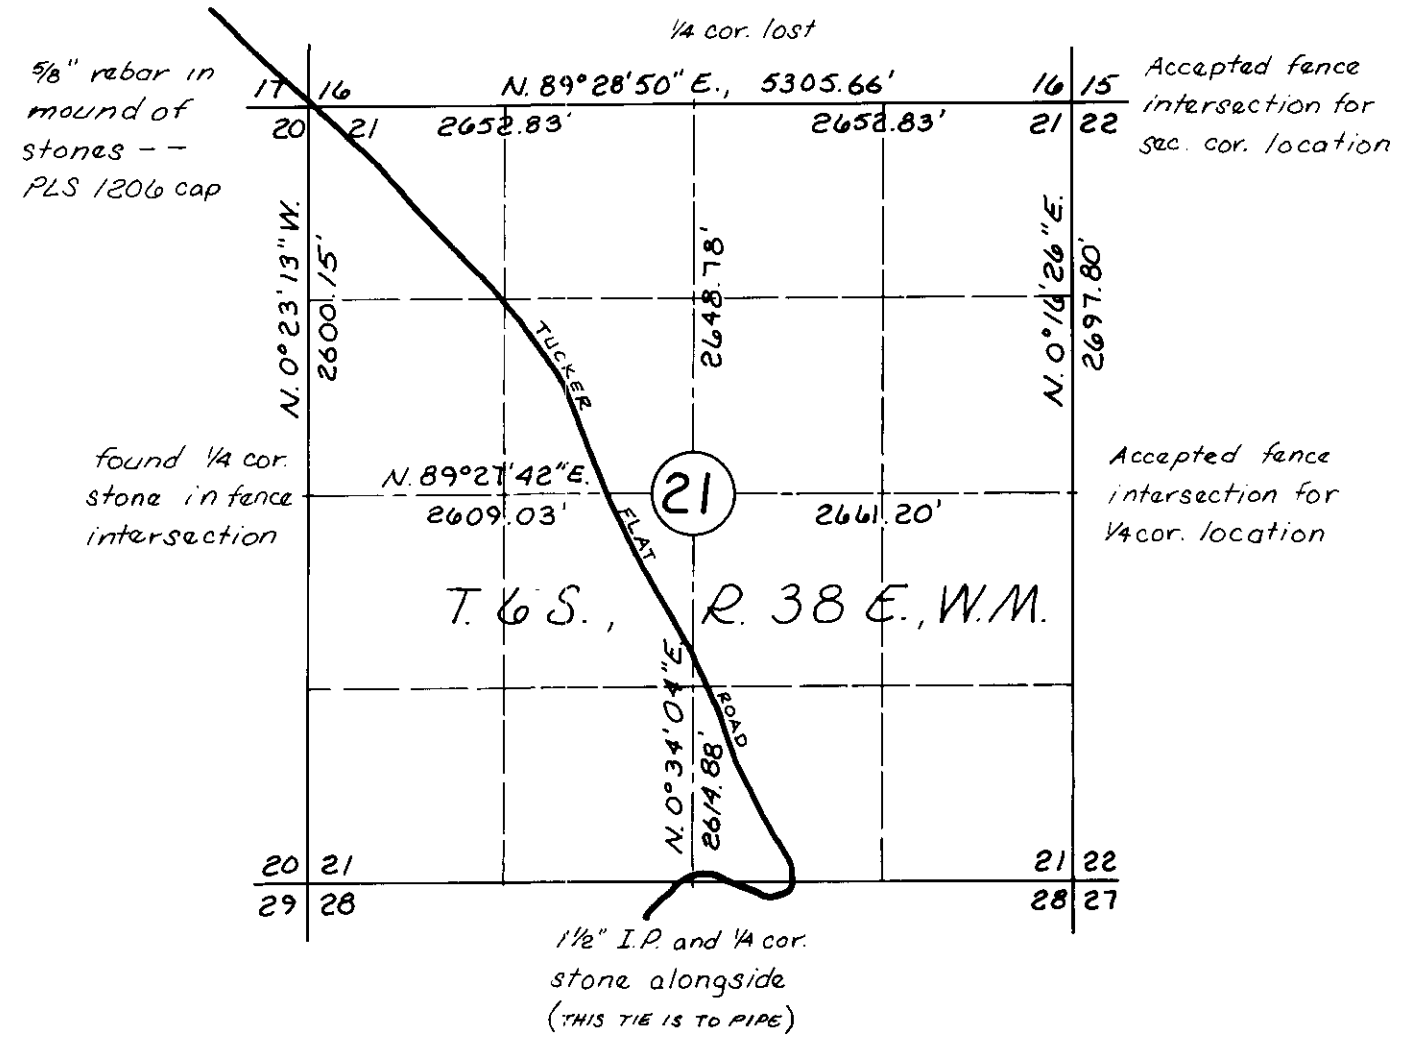 1/4 cor. lost
5/8" rebar in
mound of
stones --
PLS 1206 cap
17 16
20 21
N. 89°28'50"E., 5305.66'
2652.83'
2652.83'
16 15
21 22
Accepted fence
intersection for
sec. cor. location
N. 0°23'13"W.
2600.15'
2648.78'
N. 0°16'26"E.
2697.80'
TUCKER
found 1/4 cor.
stone in fence
intersection
N. 89°27'42"E.
2609.03'
21
2661.20'
Accepted fence
intersection for
1/4 cor. location
FLAT
T. 6 S., R. 38 E., W.M.
N. 0°34'04"E.
2614.88'
ROAD
20 21
29 28
21 22
28 27
1 1/2" I.P. and 1/4 cor.
stone alongside
(THIS TIE IS TO PIPE)